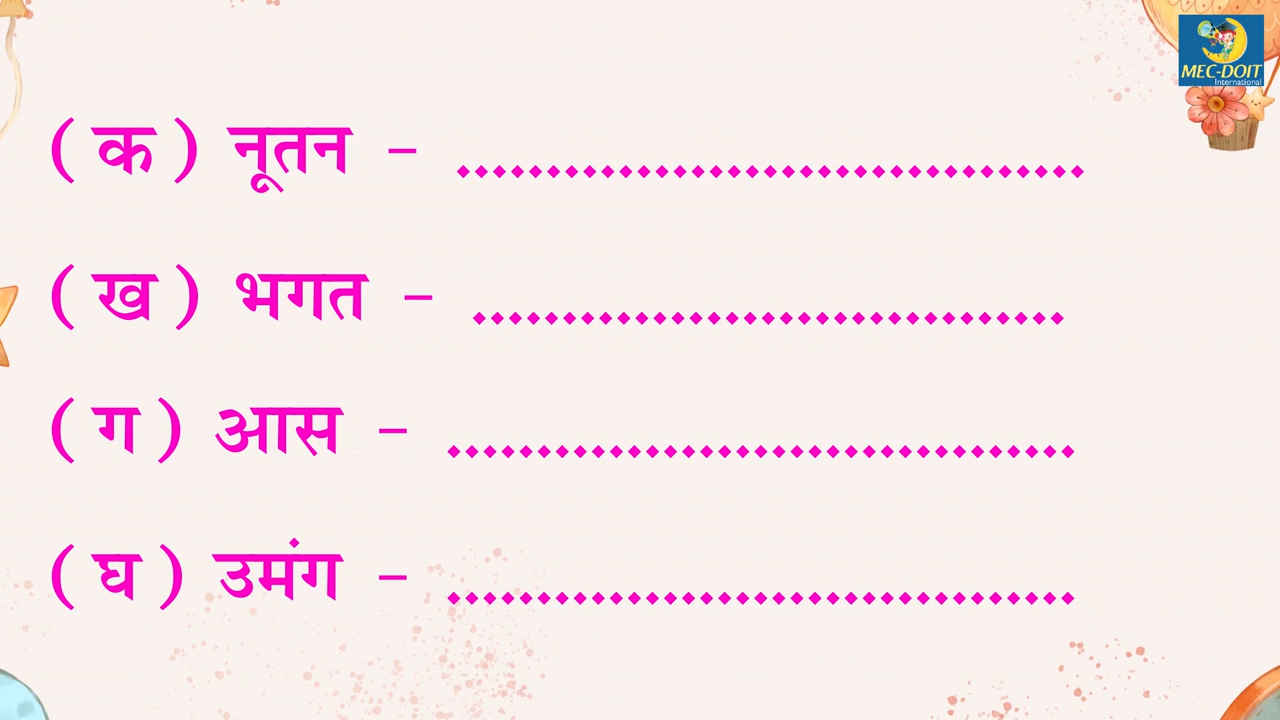 MEC-DOIT
International
( क ) नूतन - ...................................
( ख ) भगत - .................................
( ग ) आस - ...................................
( घ ) उमंग - ...................................